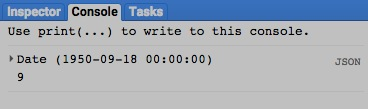 Inspector Console Tasks
Use print(...) to write to this console.
Date (1950-09-18 00:00:00) JSON
9